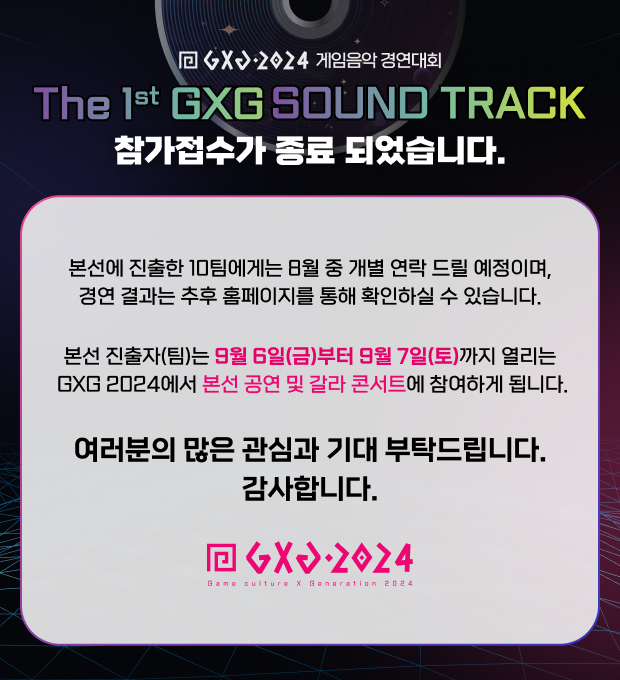 GXG·2024 게임음악 경연대회
The 1st GXG SOUND TRACK
참가접수가 종료 되었습니다.
본선에 진출한 10팀에게는 8월 중 개별 연락 드릴 예정이며,
경연 결과는 추후 홈페이지를 통해 확인하실 수 있습니다.
본선 진출자(팀)는 9월 6일(금)부터 9월 7일(토)까지 열리는
GXG 2024에서 본선 공연 및 갈라 콘서트에 참여하게 됩니다.
여러분의 많은 관심과 기대 부탁드립니다.
감사합니다.
GXG·2024
Game culture X Generation 2024